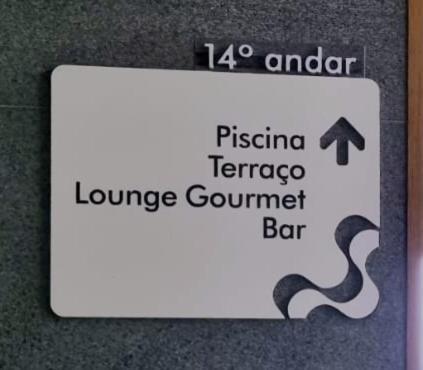 14º andar
Piscina
Terraço
Lounge Gourmet
Bar